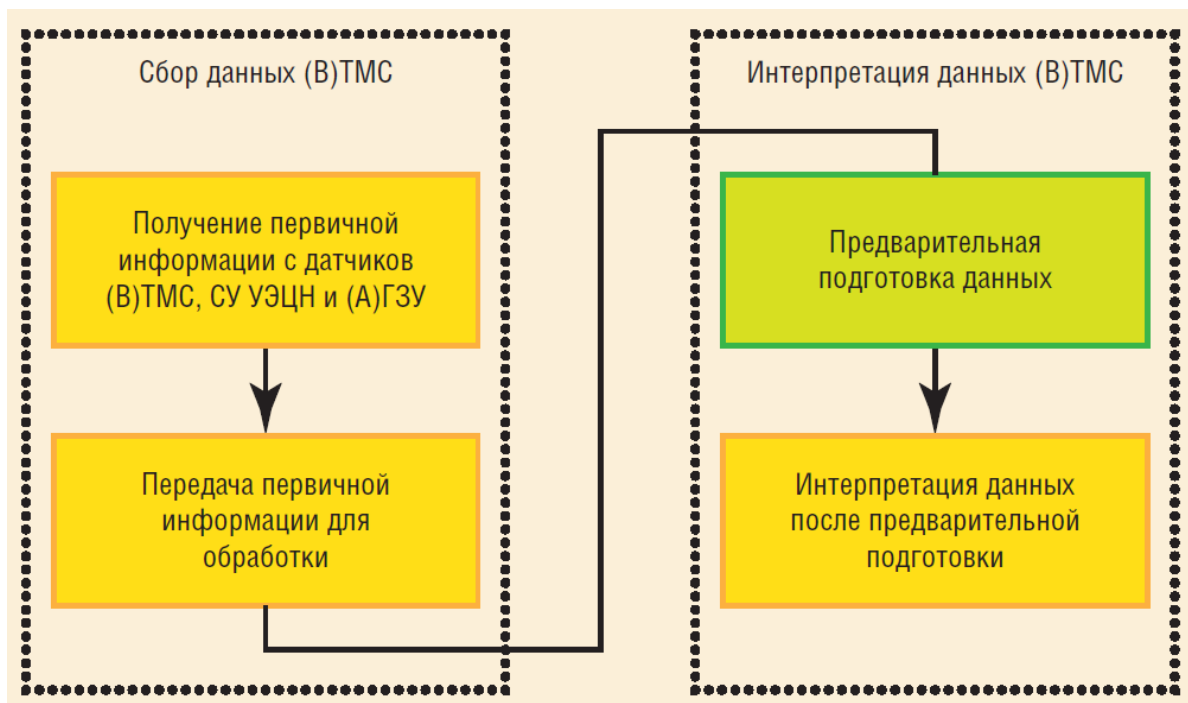 Сбор данных (В)ТМС
Получение первичной
информации с датчиков
(В)ТМС, СУ УЭЦН и (А)ГЗУ
Передача первичной
информации для
обработки
Интерпретация данных (В)ТМС
Предварительная
подготовка данных
Интерпретация данных
после предварительной
подготовки